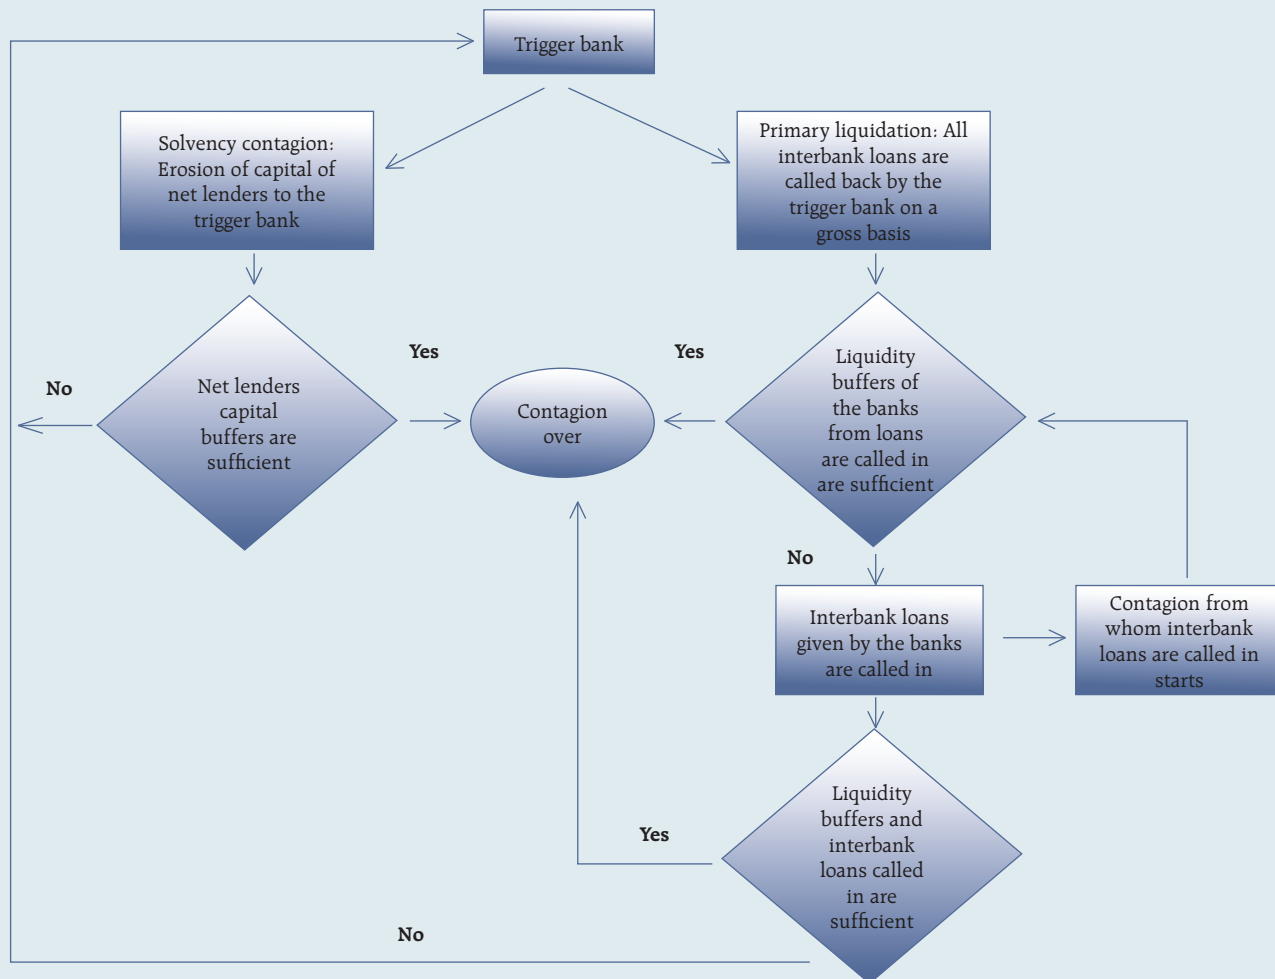 Trigger bank
Solvency contagion:
Erosion of capital of
net lenders to the
trigger bank
Primary liquidation: All
interbank loans are
called back by the
trigger bank on a
gross basis
No
Net lenders
capital
buffers are
sufficient
Yes
Contagion
over
Yes
Liquidity
buffers of
the banks
from loans
are called in
are sufficient
No
Interbank loans
given by the banks
are called in
Contagion from
whom interbank
loans are called in
starts
Yes
Liquidity
buffers and
interbank
loans called
in are
sufficient
No